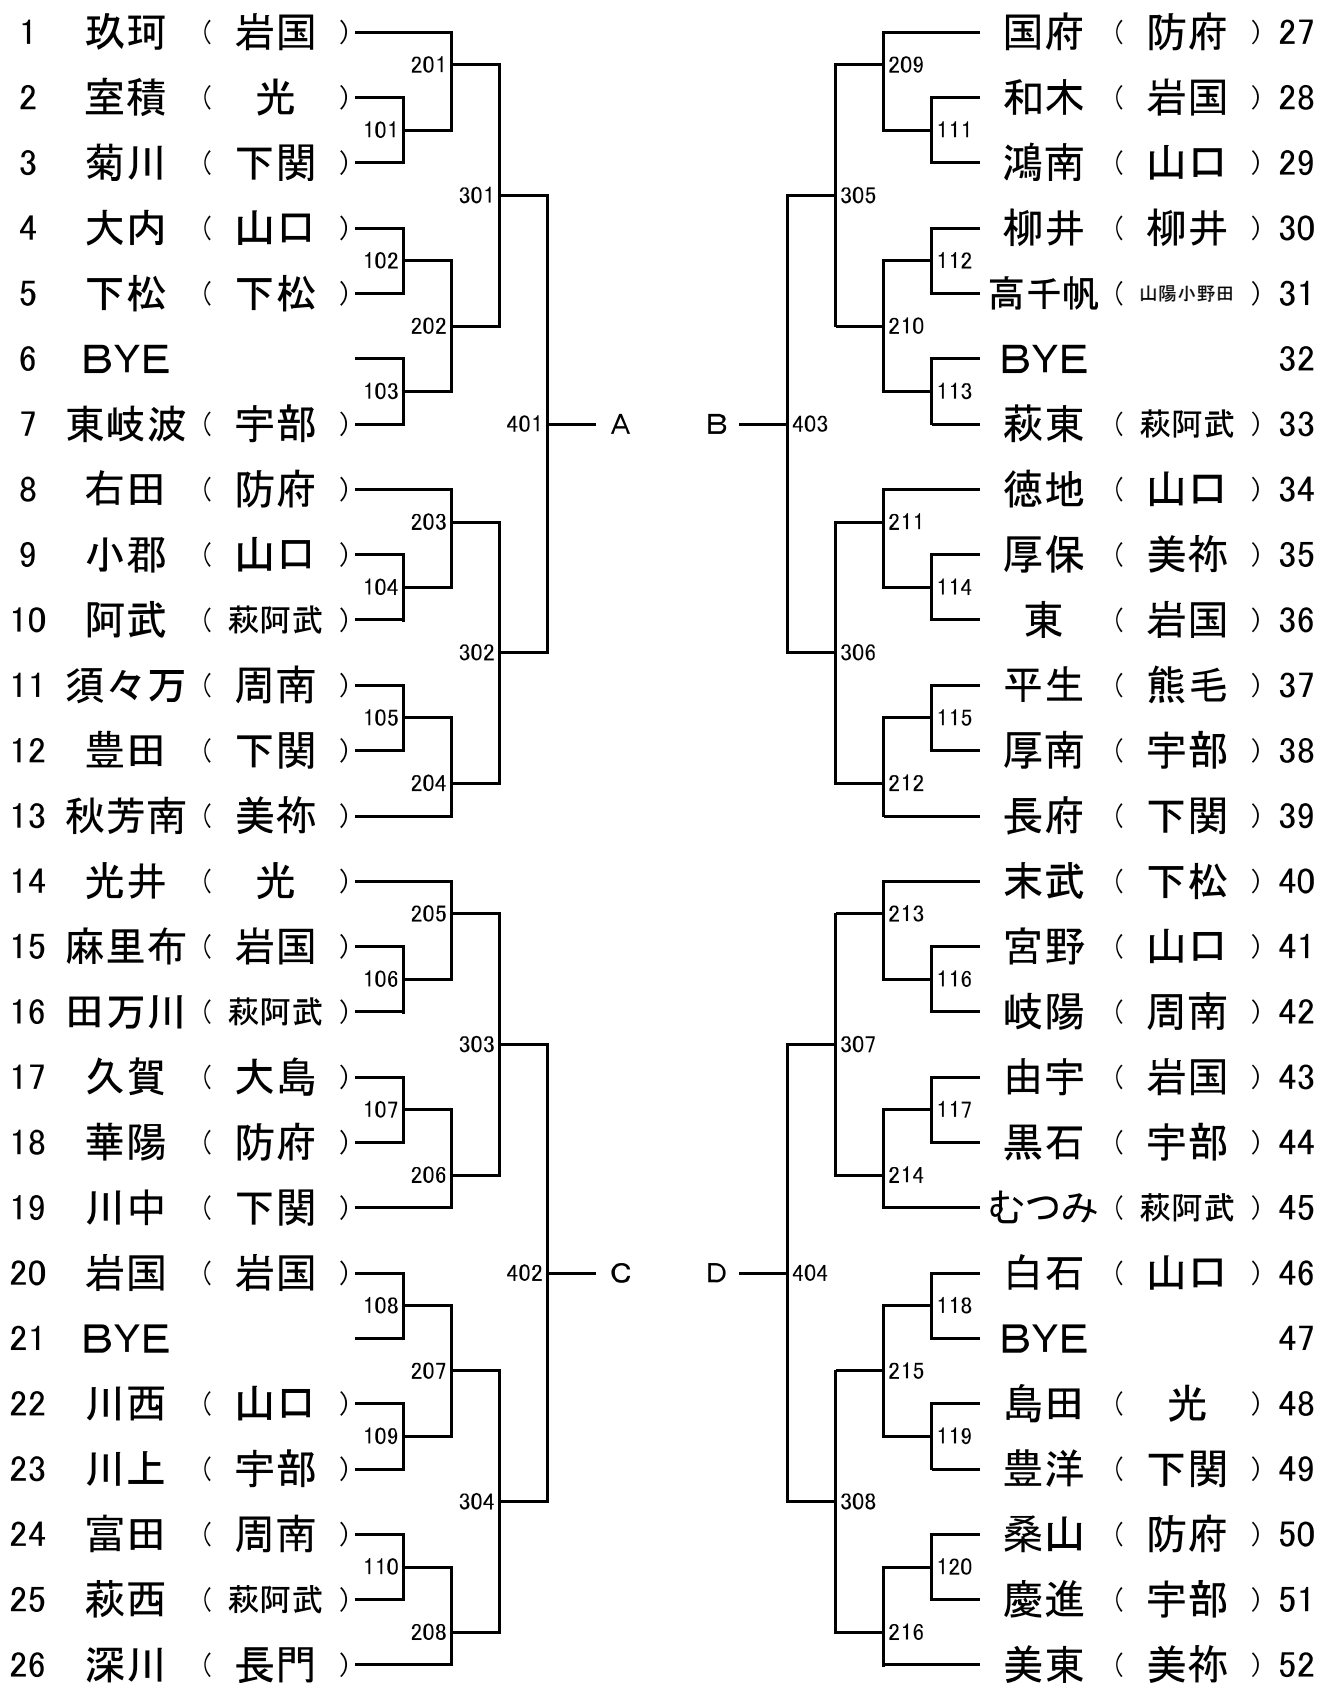 1 玖珂 ( 岩国 )
201
2 室積 ( 光 )
101
3 菊川 ( 下関 )
301
4 大内 ( 山口 )
102
5 下松 ( 下松 )
202
6 BYE
103
7 東岐波 ( 宇部 )
401 A
8 右田 ( 防府 )
203
9 小郡 ( 山口 )
104
10 阿武 ( 萩阿武 )
302
11 須々万 ( 周南 )
105
12 豊田 ( 下関 )
204
13 秋芳南 ( 美祢 )
14 光井 ( 光 )
205
15 麻里布 ( 岩国 )
106
16 田万川 ( 萩阿武 )
303
17 久賀 ( 大島 )
107
18 華陽 ( 防府 )
206
19 川中 ( 下関 )
20 岩国 ( 岩国 )
402 C
108
21 BYE
207
22 川西 ( 山口 )
109
23 川上 ( 宇部 )
304
24 富田 ( 周南 )
110
25 萩西 ( 萩阿武 )
208
26 深川 ( 長門 )
国府 ( 防府 ) 27
209
和木 ( 岩国 ) 28
111
鴻南 ( 山口 ) 29
305
柳井 ( 柳井 ) 30
112
高千帆 ( 山陽小野田 ) 31
210
BYE 32
113
萩東 ( 萩阿武 ) 33
B 403
徳地 ( 山口 ) 34
211
厚保 ( 美祢 ) 35
114
東 ( 岩国 ) 36
306
平生 ( 熊毛 ) 37
115
厚南 ( 宇部 ) 38
212
長府 ( 下関 ) 39
末武 ( 下松 ) 40
213
宮野 ( 山口 ) 41
116
岐陽 ( 周南 ) 42
307
由宇 ( 岩国 ) 43
117
黒石 ( 宇部 ) 44
214
むつみ ( 萩阿武 ) 45
白石 ( 山口 ) 46
D 404
118
BYE 47
215
島田 ( 光 ) 48
119
豊洋 ( 下関 ) 49
308
桑山 ( 防府 ) 50
120
慶進 ( 宇部 ) 51
216
美東 ( 美祢 ) 52